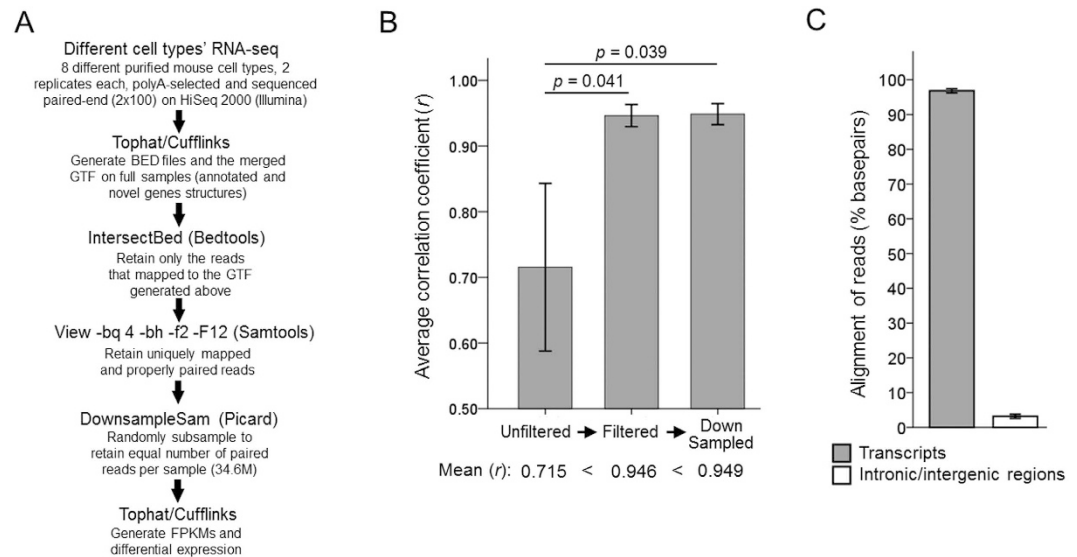 A
Different cell types' RNA-seq
8 different purified mouse cell types, 2
replicates each, polyA-selected and sequenced
paired-end (2x100) on HiSeq 2000 (Illumina)
Tophat/Cufflinks
Generate BED files and the merged
GTF on full samples (annotated and
novel genes structures)
IntersectBed (Bedtools)
Retain only the reads
that mapped to the GTF
generated above
View -bq 4 -bh -f2 -F12 (Samtools)
Retain uniquely mapped
and properly paired reads
DownsampleSam (Picard)
Randomly subsample to
retain equal number of paired
reads per sample (34.6M)
Tophat/Cufflinks
Generate FPKMs and
differential expression
B
p = 0.039
p = 0.041
Average correlation coefficient (r)
1.00
0.90
0.80
0.70
0.60
0.50
Unfiltered Filtered Down
Sampled
Mean (r): 0.715 < 0.946 < 0.949
C
Alignment of reads (% basepairs)
100
90
80
70
60
50
40
30
20
10
0
Transcripts
Intronic/intergenic regions